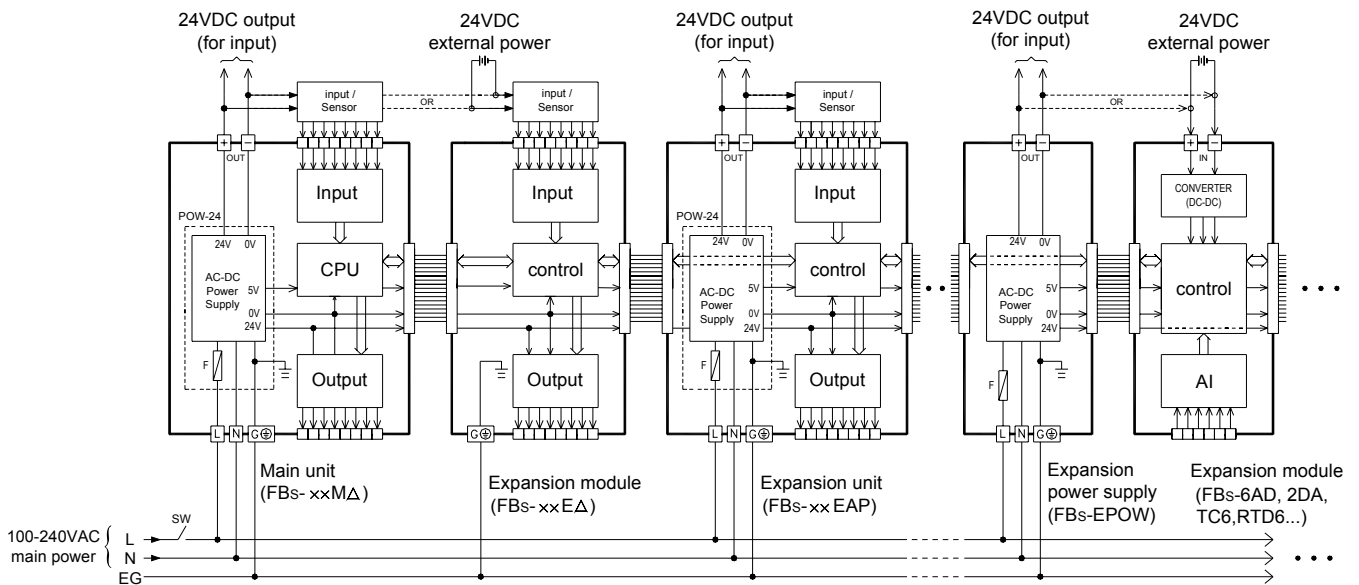 24VDC output
(for input)
24VDC
external power
24VDC output
(for input)
24VDC output
(for input)
24VDC
external power
input /
Sensor
OR
input /
Sensor
input /
Sensor
OR
+ −
OUT
+ −
OUT
+ −
OUT
+ −
IN
POW-24
Input
Input
POW-24
Input
CONVERTER
(DC-DC)
24V 0V
AC-DC
Power
Supply
5V
0V
24V
CPU
control
24V 0V
AC-DC
Power
Supply
5V
0V
24V
control
24V 0V
AC-DC
Power
Supply
5V
0V
24V
control
F
Output
Output
F
Output
F
AI
L N G
G
L N G
L N G
Main unit
(FBs- ××MΔ)
Expansion module
(FBs- ××EΔ)
Expansion unit
(FBs-×× EAP)
Expansion
power supply
(FBs-EPOW)
Expansion module
(FBs-6AD, 2DA,
TC6,RTD6...)
100-240VAC
main power
SW
L
N
EG